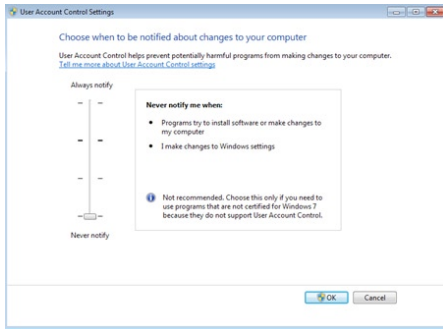 User Account Control Settings
Choose when to be notified about changes to your computer
User Account Control helps prevent potentially harmful programs from making changes to your computer.
Tell me more about User Account Control settings
Always notify
Never notify me when:
• Programs try to install software or make changes to
my computer
• I make changes to Windows settings
Not recommended. Choose this only if you need to
use programs that are not certified for Windows 7
because they do not support User Account Control.
Never notify
OK
Cancel